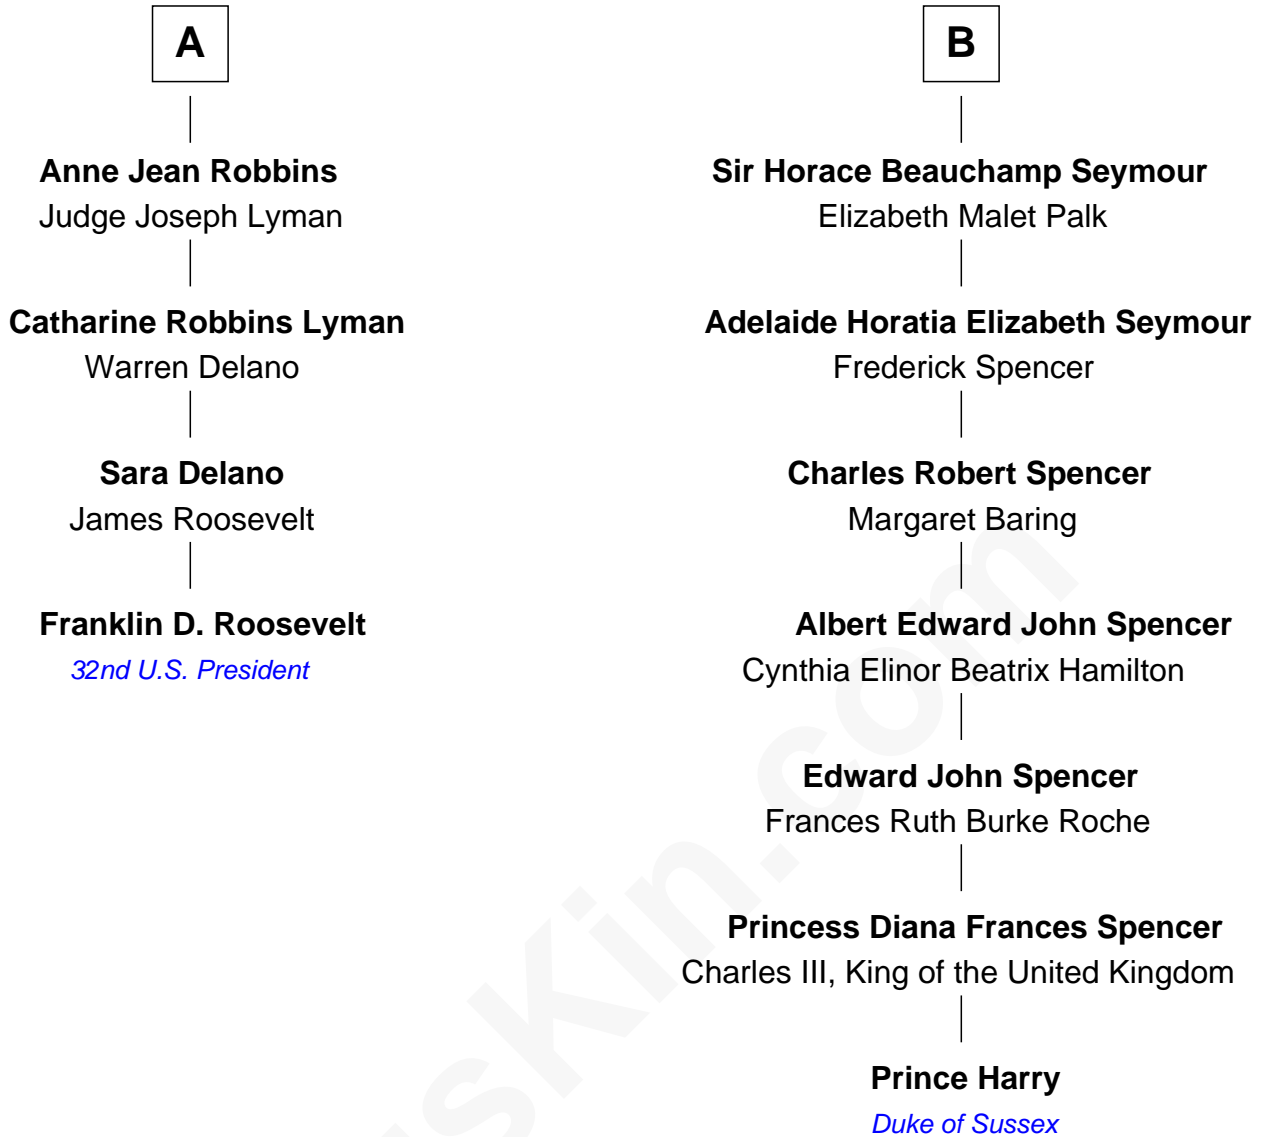 A
Anne Jean Robbins
Judge Joseph Lyman
Catharine Robbins Lyman
Warren Delano
Sara Delano
James Roosevelt
Franklin D. Roosevelt
32nd U.S. President
B
Sir Horace Beauchamp Seymour
Elizabeth Malet Palk
Adelaide Horatia Elizabeth Seymour
Frederick Spencer
Charles Robert Spencer
Margaret Baring
Albert Edward John Spencer
Cynthia Elinor Beatrix Hamilton
Edward John Spencer
Frances Ruth Burke Roche
Princess Diana Frances Spencer
Charles III, King of the United Kingdom
Prince Harry
Duke of Sussex